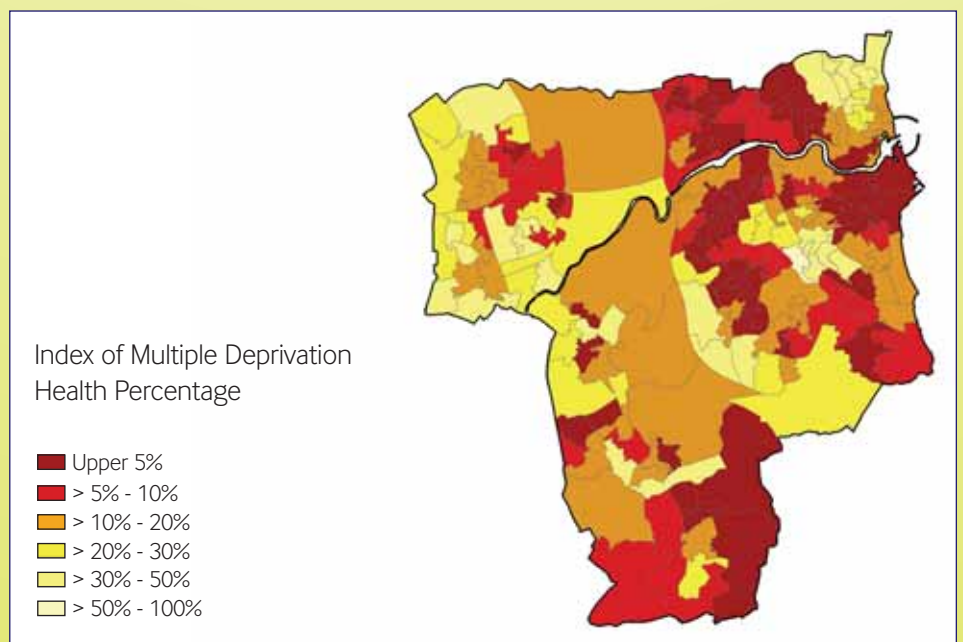 Index of Multiple Deprivation
Health Percentage
Upper 5%
> 5% - 10%
> 10% - 20%
> 20% - 30%
> 30% - 50%
> 50% - 100%